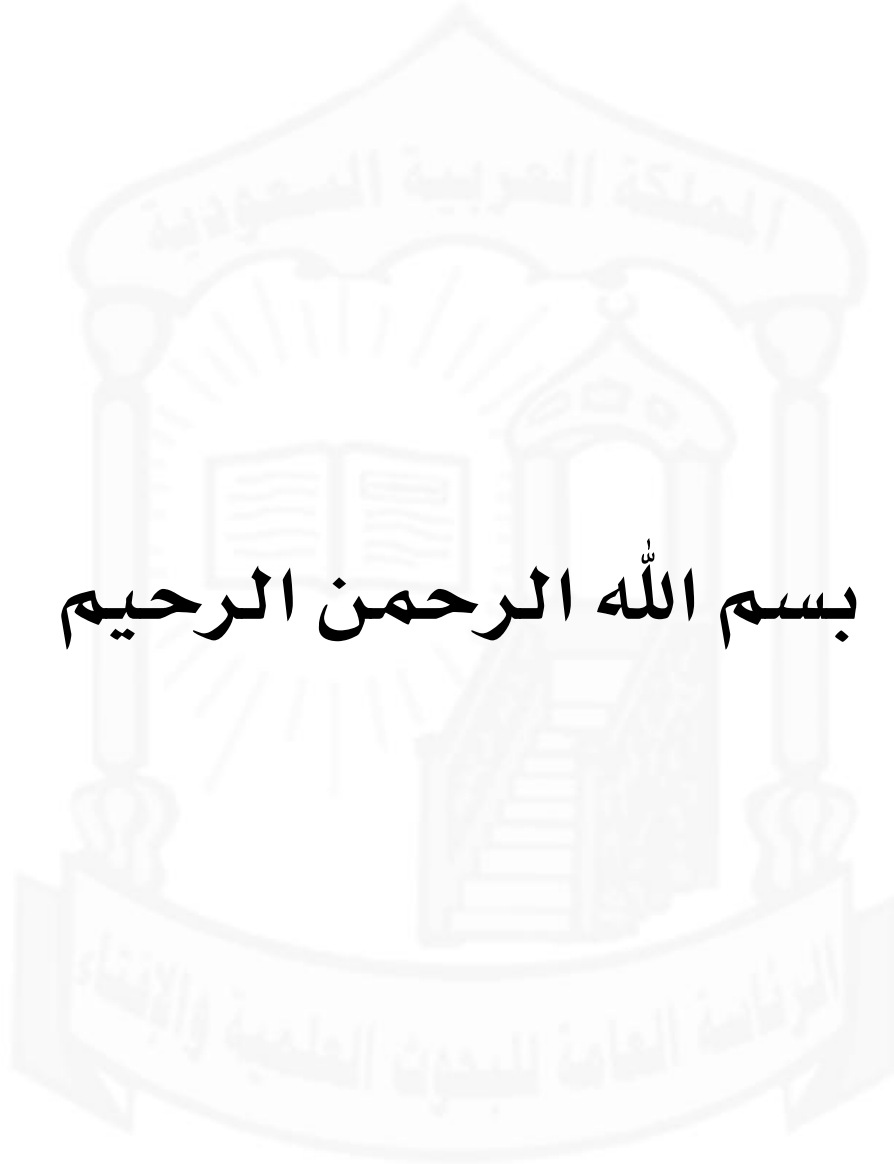 المملكة العربية السعودية
بسم الله الرحمن الرحيم
الرئاسة العامة للبحوث العلمية والإفتاء